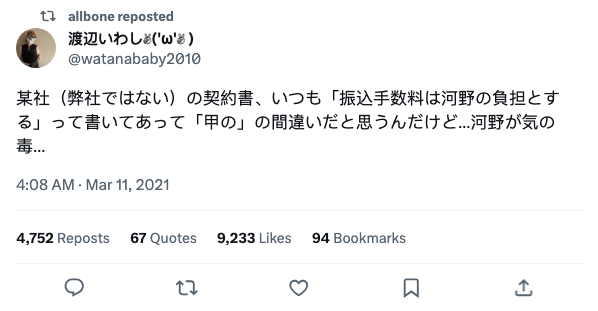 allbone reposted
渡辺いわし✌('ω'✌ )
@watanababy2010
某社（弊社ではない）の契約書、いつも「振込手数料は河野の負担とす
る」って書いてあって「甲の」の間違いだと思うんだけど...河野が気の
毒...
4:08 AM · Mar 11, 2021
4,752 Reposts 67 Quotes 9,233 Likes 94 Bookmarks